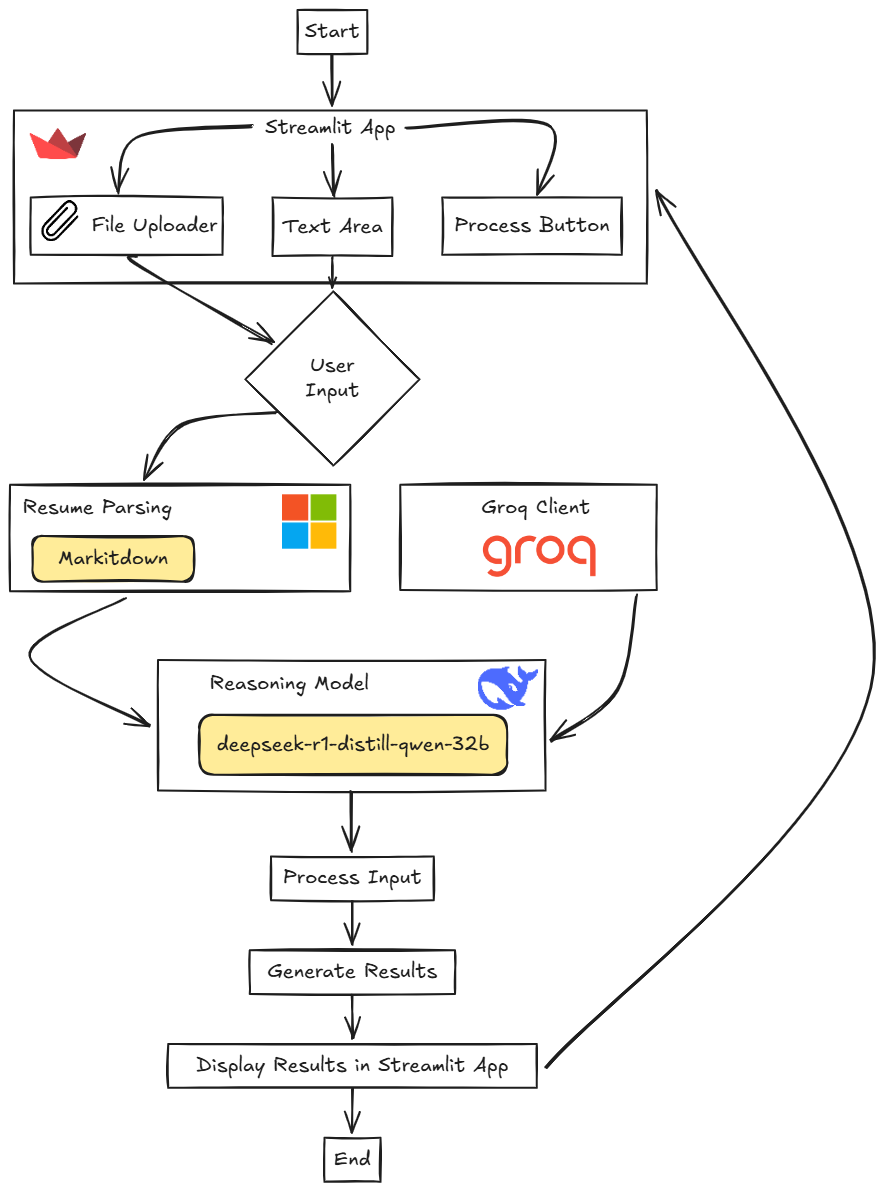 Start
Streamlit App
File Uploader
Text Area
Process Button
User
Input
Resume Parsing
Markitdown
Groq Client
groq
Reasoning Model
deepseek-r1-distill-qwen-32b
Process Input
Generate Results
Display Results in Streamlit App
End